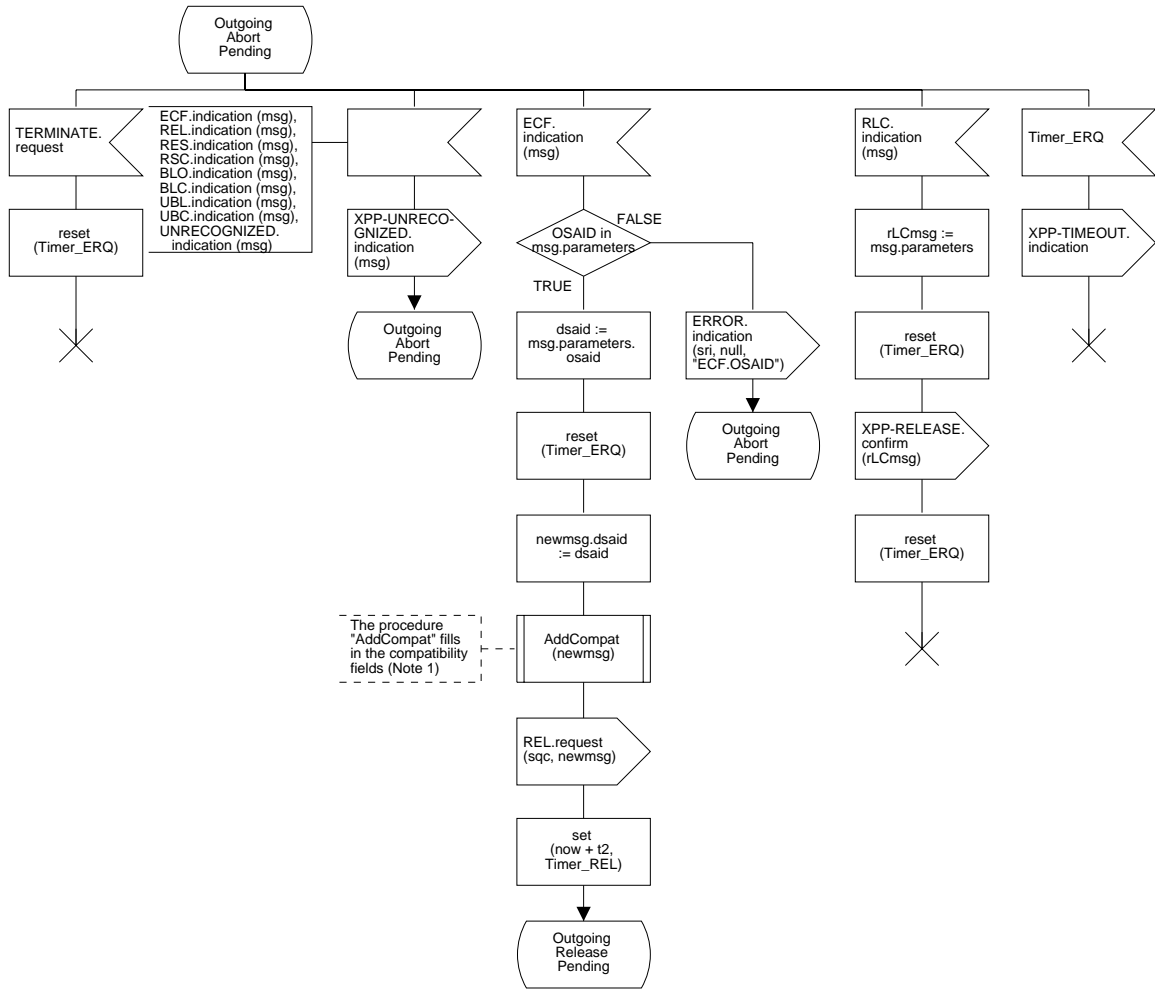 Outgoing
Abort
Pending
TERMINATE.
request
reset
(Timer_ERQ)
ECF.indication (msg),
REL.indication (msg),
RES.indication (msg),
RSC.indication (msg),
BLO.indication (msg),
BLC.indication (msg),
UBL.indication (msg),
UBC.indication (msg),
UNRECOGNIZED.
indication (msg)
XPP-UNRECO-
GNIZED.
indication
(msg)
Outgoing
Abort
Pending
ECF.
indication
(msg)
OSAID in
msg.parameters
FALSE
TRUE
dsaid :=
msg.parameters.
osaid
reset
(Timer_ERQ)
newmsg.dsaid
:= dsaid
The procedure
"AddCompat" fills
in the compatibility
fields (Note 1)
AddCompat
(newmsg)
REL.request
(sqc, newmsg)
set
(now + t2,
Timer_REL)
Outgoing
Release
Pending
ERROR.
indication
(sri, null,
"ECF.OSAID")
Outgoing
Abort
Pending
RLC.
indication
(msg)
rLCmsg :=
msg.parameters
reset
(Timer_ERQ)
XPP-RELEASE.
confirm
(rLCmsg)
reset
(Timer_ERQ)
Timer_ERQ
XPP-TIMEOUT.
indication